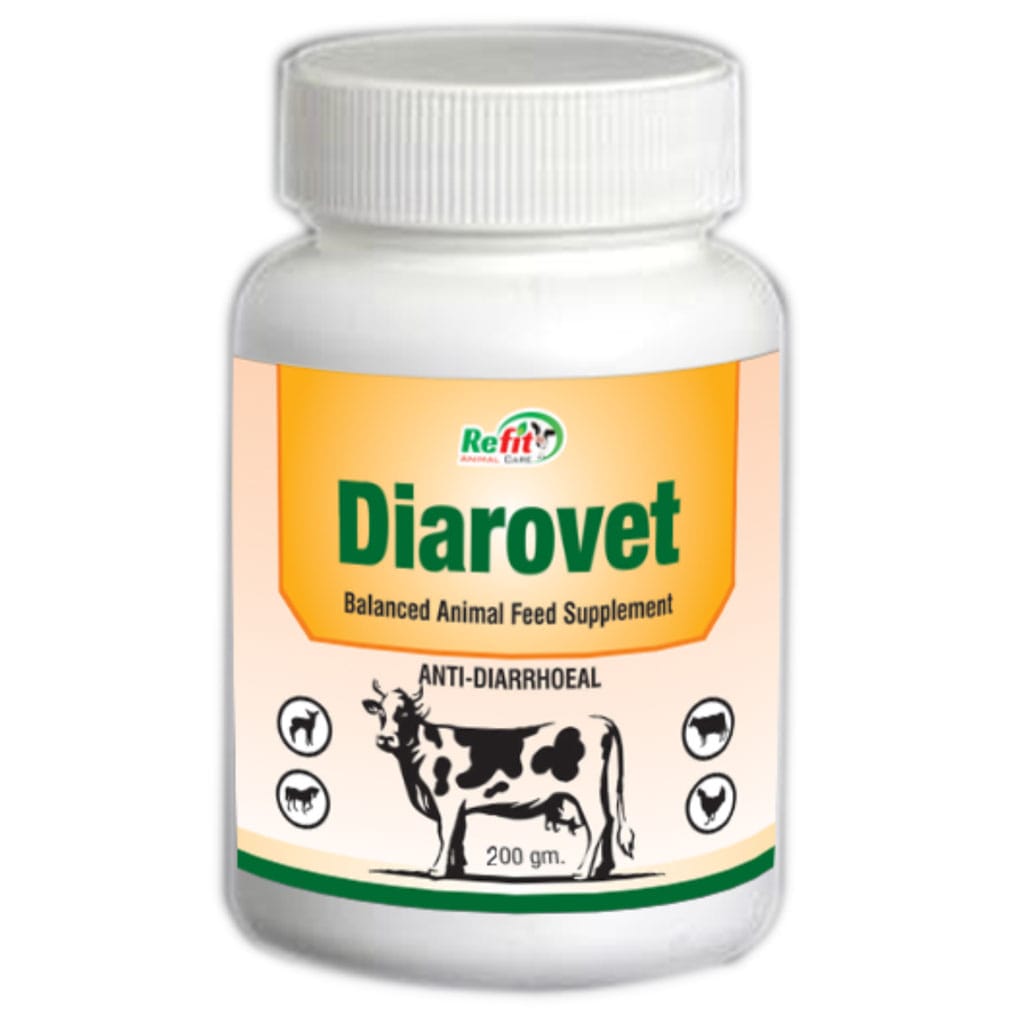 Refit
ANIMAL CARE
Diarovet
Balanced Animal Feed Supplement
ANTI-DIARRHOEAL
200 gm.